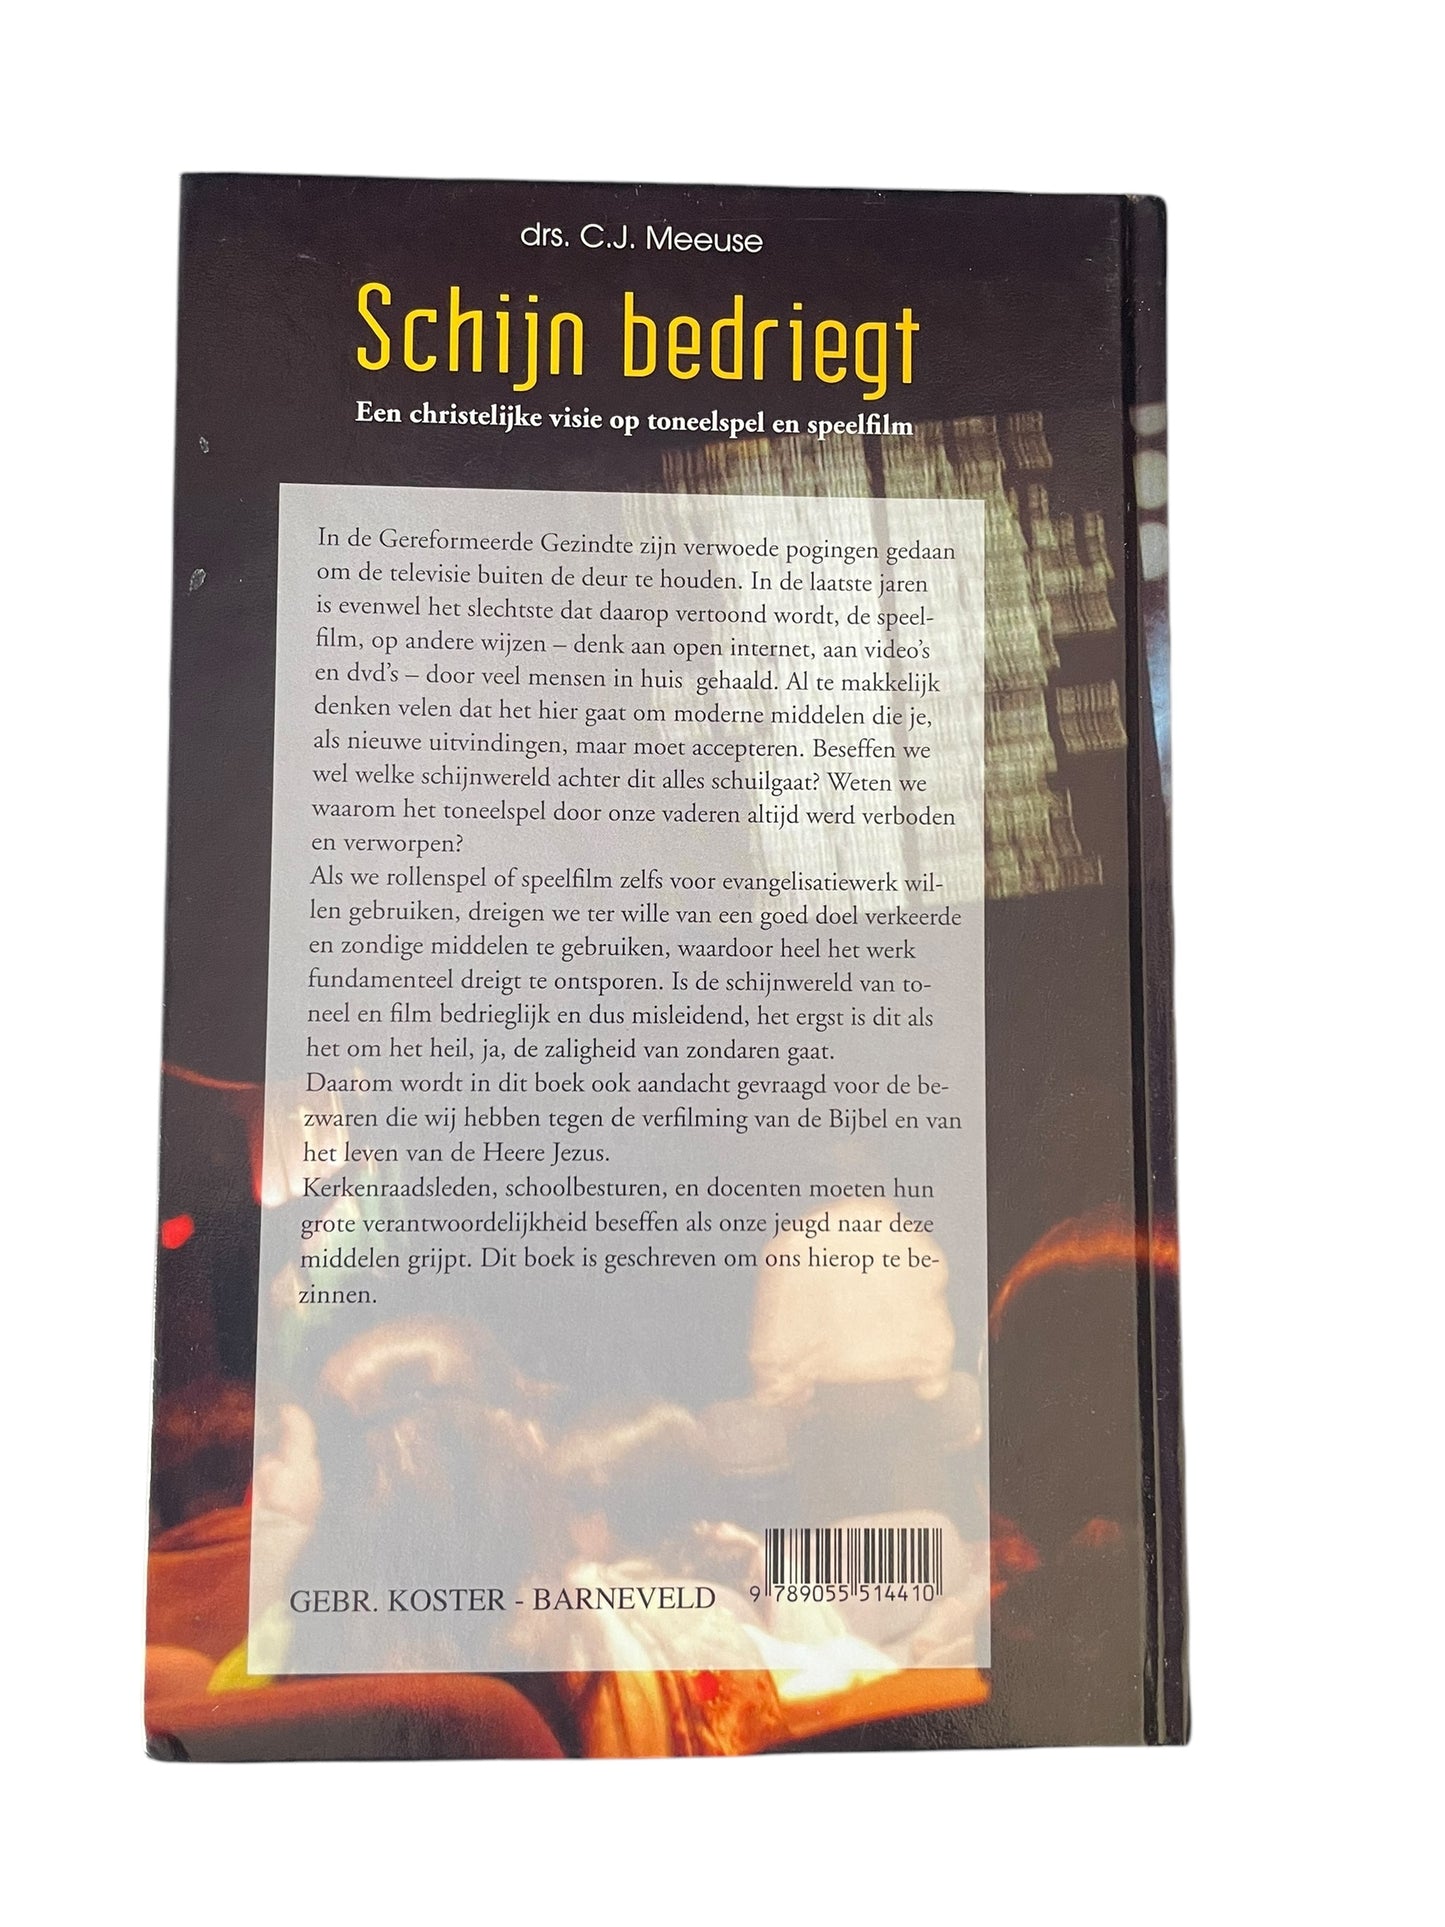 drs. C.J. Meeuse
Schijn bedriegt
Een christelijke visie op toneelspel en speelfilm
In de Gereformeerde Gezindte zijn verwoede pogingen gedaan
om de televisie buiten de deur te houden. In de laatste jaren
is evenwel het slechtste dat daarop vertoond wordt, de speel-
film, op andere wijzen – denk aan open internet, aan video's
en dvd's – door veel mensen in huis gehaald. Al te makkelijk
denken velen dat het hier gaat om moderne middelen die je,
als nieuwe uitvindingen, maar moet accepteren. Beseffen we
wel welke schijnwereld achter dit alles schuilgaat? Weten we
waarom het toneelspel door onze vaderen altijd werd verboden
en verworpen?
Als we rollenspel of speelfilm zelfs voor evangelisatiewerk wil-
len gebruiken, dreigen we ter wille van een goed doel verkeerde
en zondige middelen te gebruiken, waardoor heel het werk
fundamenteel dreigt te ontsporen. Is de schijnwereld van to-
neel en film bedrieglijk en dus misleidend, het ergst is dit als
het om het heil, ja, de zaligheid van zondaren gaat.
Daarom wordt in dit boek ook aandacht gevraagd voor de be-
zwaren die wij hebben tegen de verfilming van de Bijbel en van
het leven van de Heere Jezus.
Kerkenraadsleden, schoolbesturen, en docenten moeten hun
grote verantwoordelijkheid beseffen als onze jeugd naar deze
middelen grijpt. Dit boek is geschreven om ons hierop te be-
zinnen.
GEBR. KOSTER - BARNEVELD
9 789055 514410